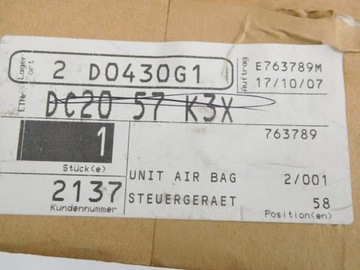 Lager
ort
2 D0430G1
Auftrag
E763789M
17/10/07
ETNr
DC20 57 K3X
1
Stück(e)
763789
2137
Kundennummer
UNIT AIR BAG
STEUERGERAET
2/001
58
Position(en)